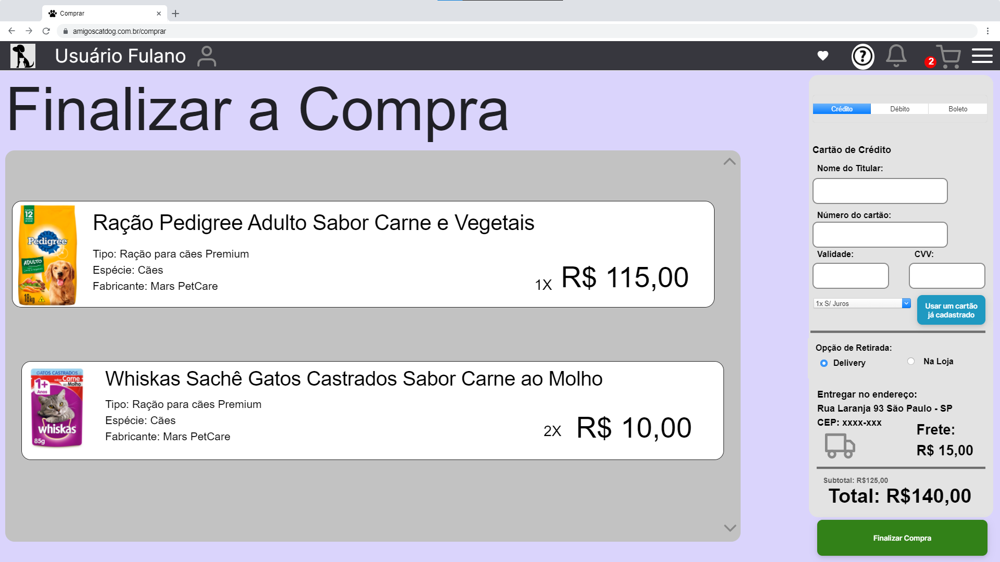 Comprar
amigoscatdog.com.br/comprar
Usuário Fulano
?
2
Finalizar a Compra
12
Pedigree
ADULTO
18kg
Ração Pedigree Adulto Sabor Carne e Vegetais
Tipo: Ração para cães Premium
Espécie: Cães
Fabricante: Mars PetCare
1X R$ 115,00
GATOS CASTRADOS
sabor Carne
ao Molho
1+
Anos
whiskas
85g
Whiskas Sachê Gatos Castrados Sabor Carne ao Molho
Tipo: Ração para cães Premium
Espécie: Cães
Fabricante: Mars PetCare
2X R$ 10,00
Crédito Débito Boleto
Cartão de Crédito
Nome do Titular:
Número do cartão:
Validade: CVV:
1x S/ Juros
Usar um cartão
já cadastrado
Opção de Retirada:
Delivery Na Loja
Entregar no endereço:
Rua Laranja 93 São Paulo - SP
CEP: xxxx-xxx
Frete:
R$ 15,00
Subtotal: R$125,00
Total: R$140,00
Finalizar Compra